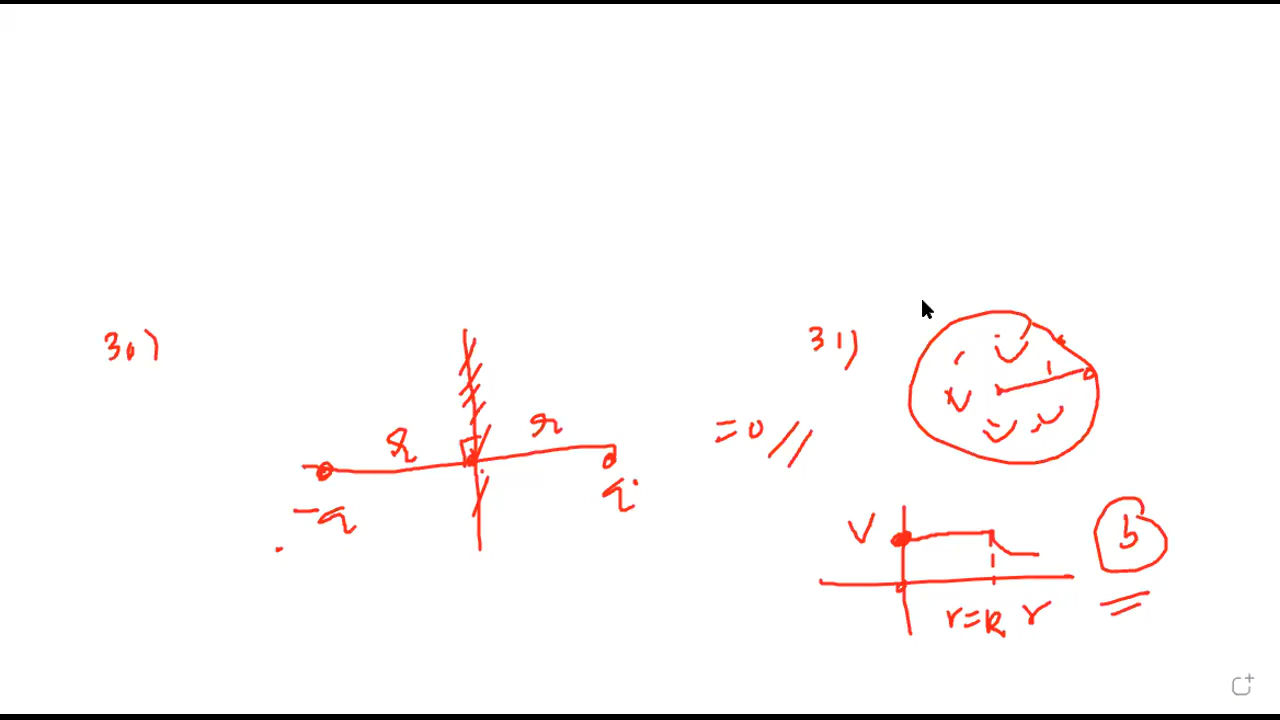 30)
r r
-q q
= 0 //
31)
V V
V V V
V
r=R r
b